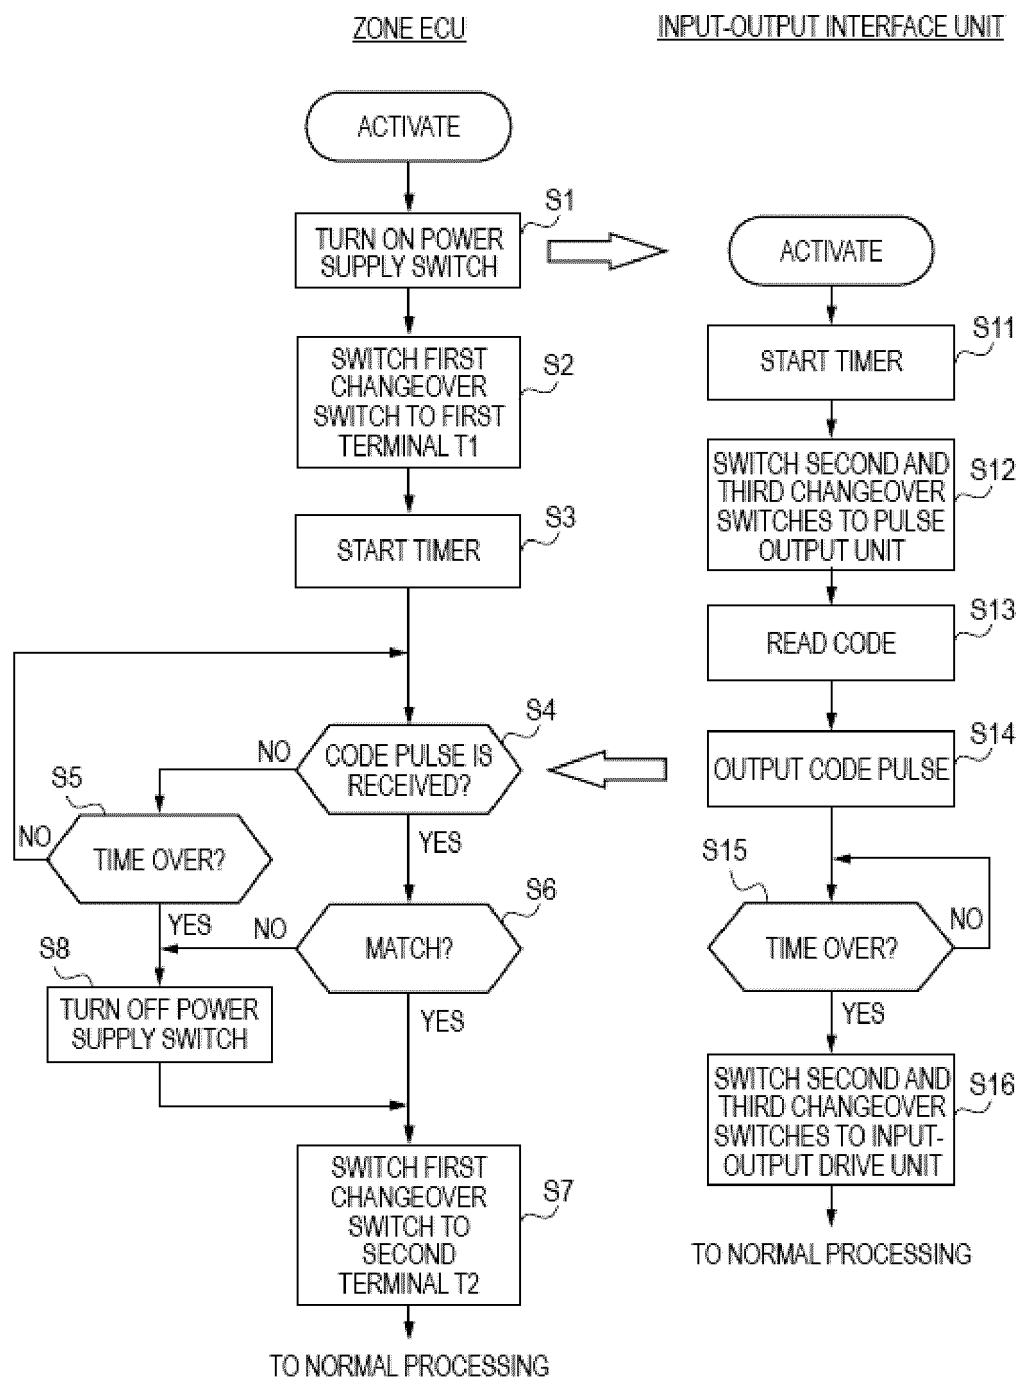 ZONE ECU
INPUT-OUTPUT INTERFACE UNIT
ACTIVATE
S1
TURN ON POWER
SUPPLY SWITCH
S2
SWITCH FIRST
CHANGEOVER
SWITCH TO FIRST
TERMINAL T1
S3
START TIMER
S4
CODE PULSE IS
RECEIVED?
NO
YES
S5
TIME OVER?
NO
YES
S6
MATCH?
NO
YES
S8
TURN OFF POWER
SUPPLY SWITCH
S7
SWITCH FIRST
CHANGEOVER
SWITCH TO
SECOND
TERMINAL T2
TO NORMAL PROCESSING
ACTIVATE
S11
START TIMER
S12
SWITCH SECOND AND
THIRD CHANGEOVER
SWITCHES TO PULSE
OUTPUT UNIT
S13
READ CODE
S14
OUTPUT CODE PULSE
S15
TIME OVER?
NO
YES
S16
SWITCH SECOND AND
THIRD CHANGEOVER
SWITCHES TO INPUT-
OUTPUT DRIVE UNIT
TO NORMAL PROCESSING